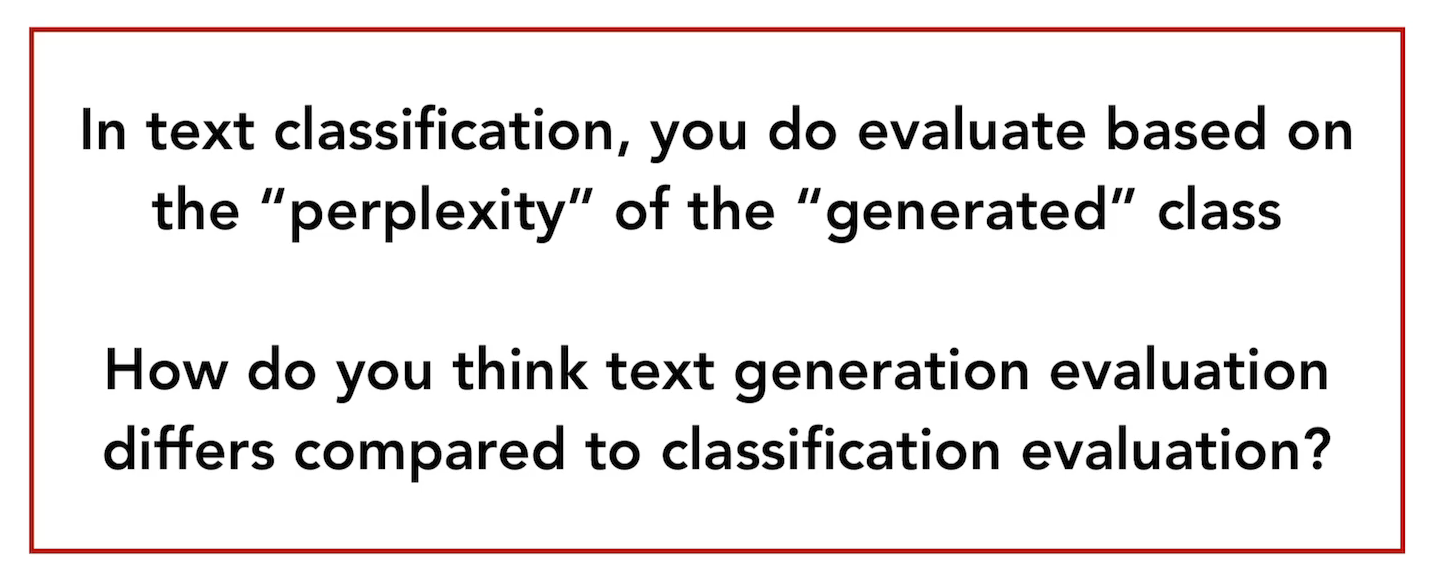 In text classification, you do evaluate based on
the “perplexity” of the “generated” class
How do you think text generation evaluation
differs compared to classification evaluation?